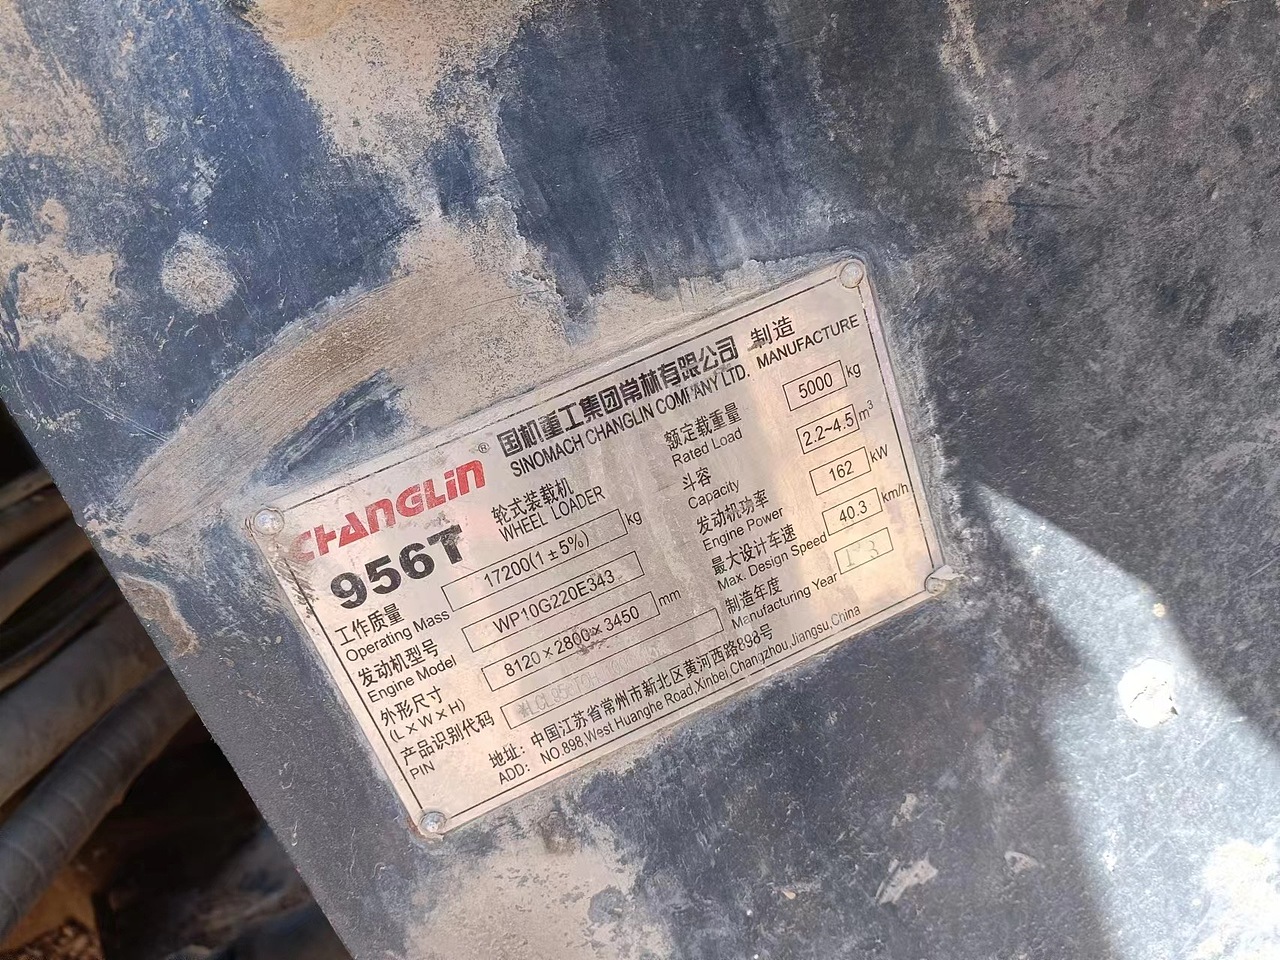 CHANGLIN® 国机重工集团常林有限公司 制造
SINOMACH CHANGLIN COMPANY LTD. MANUFACTURE
956T 轮式装载机
WHEEL LOADER
工作质量 17200(1±5%) kg
Operating Mass
发动机型号 WP10G220E343
Engine Model
外形尺寸 8120×2800×3450 mm
(L×W×H)
产品识别代码
PIN
额定载重量 5000 kg
Rated Load
斗容 2.2~4.5 m³
Capacity
发动机功率 162 kW
Engine Power
最大设计车速 40.3 km/h
Max. Design Speed
制造年度
Manufacturing Year
地址: 中国江苏省常州市新北区黄河西路898号
ADD: NO.898,West Huanghe Road,Xinbei,Changzhou,Jiangsu,China